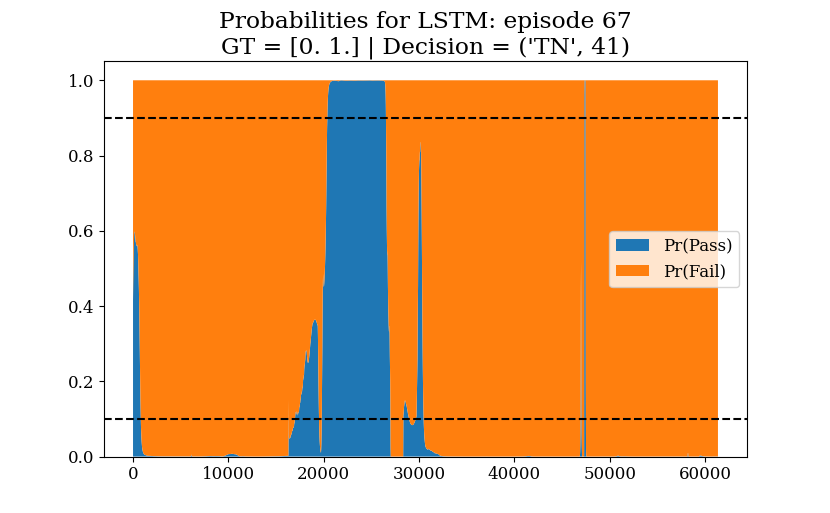 Probabilities for LSTM: episode 67
GT = [0. 1.] | Decision = ('TN', 41)
1.0
0.8
0.6
0.4
0.2
0.0
Pr(Pass)
Pr(Fail)
0 10000 20000 30000 40000 50000 60000